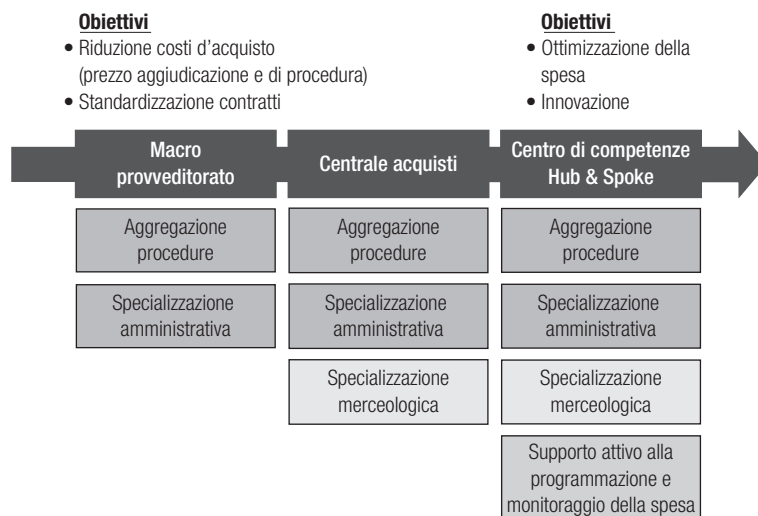 Obiettivi
• Riduzione costi d'acquisto
(prezzo aggiudicazione e di procedura)
• Standardizzazione contratti
Obiettivi
• Ottimizzazione della
spesa
• Innovazione
Macro
provveditorato
Centrale acquisti
Centro di competenze
Hub & Spoke
Aggregazione
procedure
Aggregazione
procedure
Aggregazione
procedure
Specializzazione
amministrativa
Specializzazione
amministrativa
Specializzazione
amministrativa
Specializzazione
merceologica
Specializzazione
merceologica
Supporto attivo alla
programmazione e
monitoraggio della spesa